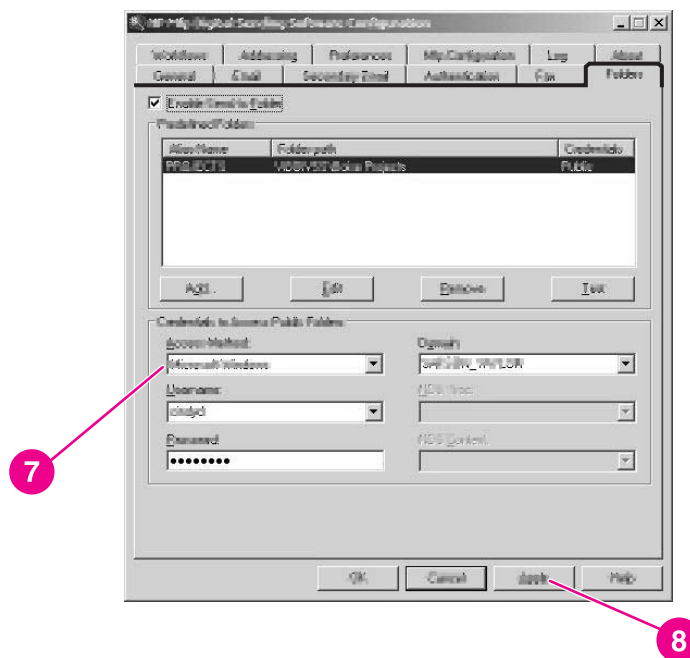 HP Mfp Digital Sending Software Configuration
Workflows Addressing Preferences Mfp Configuration Log About
General Email Secondary Email Authentication Fax Folders
Enable Send to Folder
Predefined Folders
Alias Name Folder path Credentials
PROJECTS Projects Public
Add... Edit Remove Test
Credentials to Access Public Folders
Access Method: Domain:
Microsoft Windows
Username: NDS Tree:
Password: NDS Context:
••••••••
OK Cancel Apply Help
7
8